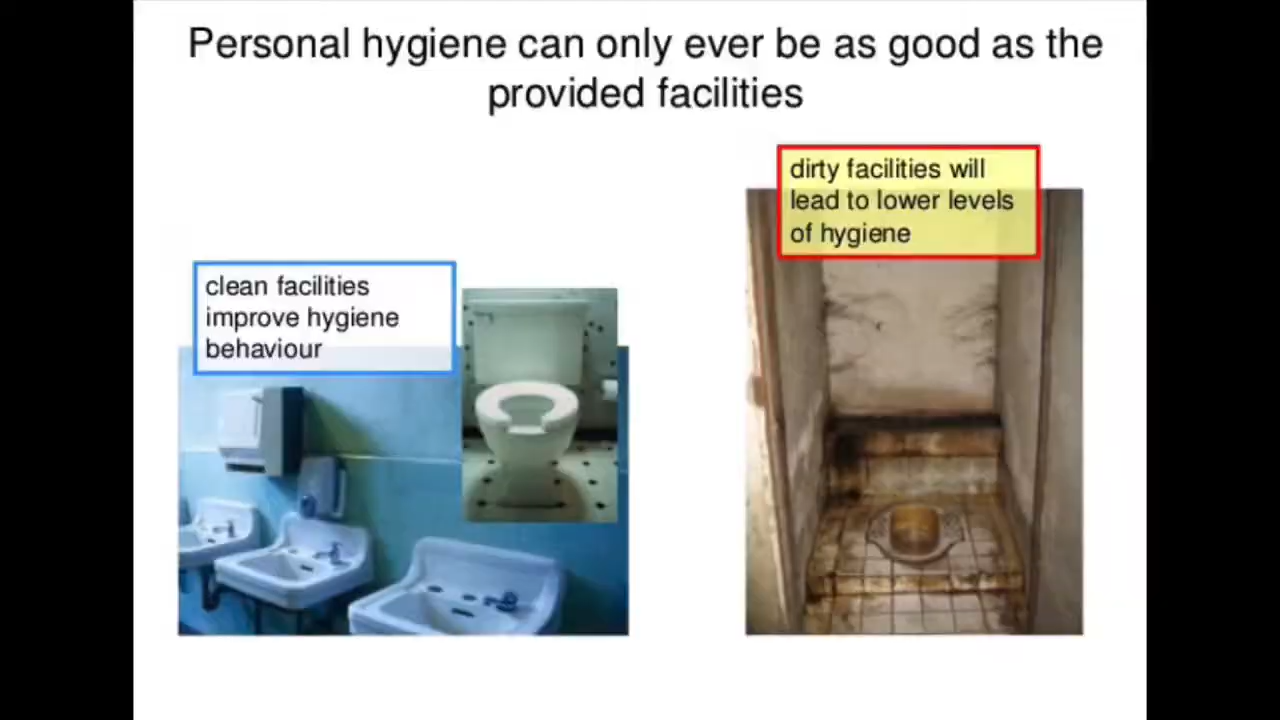 Personal hygiene can only ever be as good as the
provided facilities
dirty facilities will
lead to lower levels
of hygiene
clean facilities
improve hygiene
behaviour